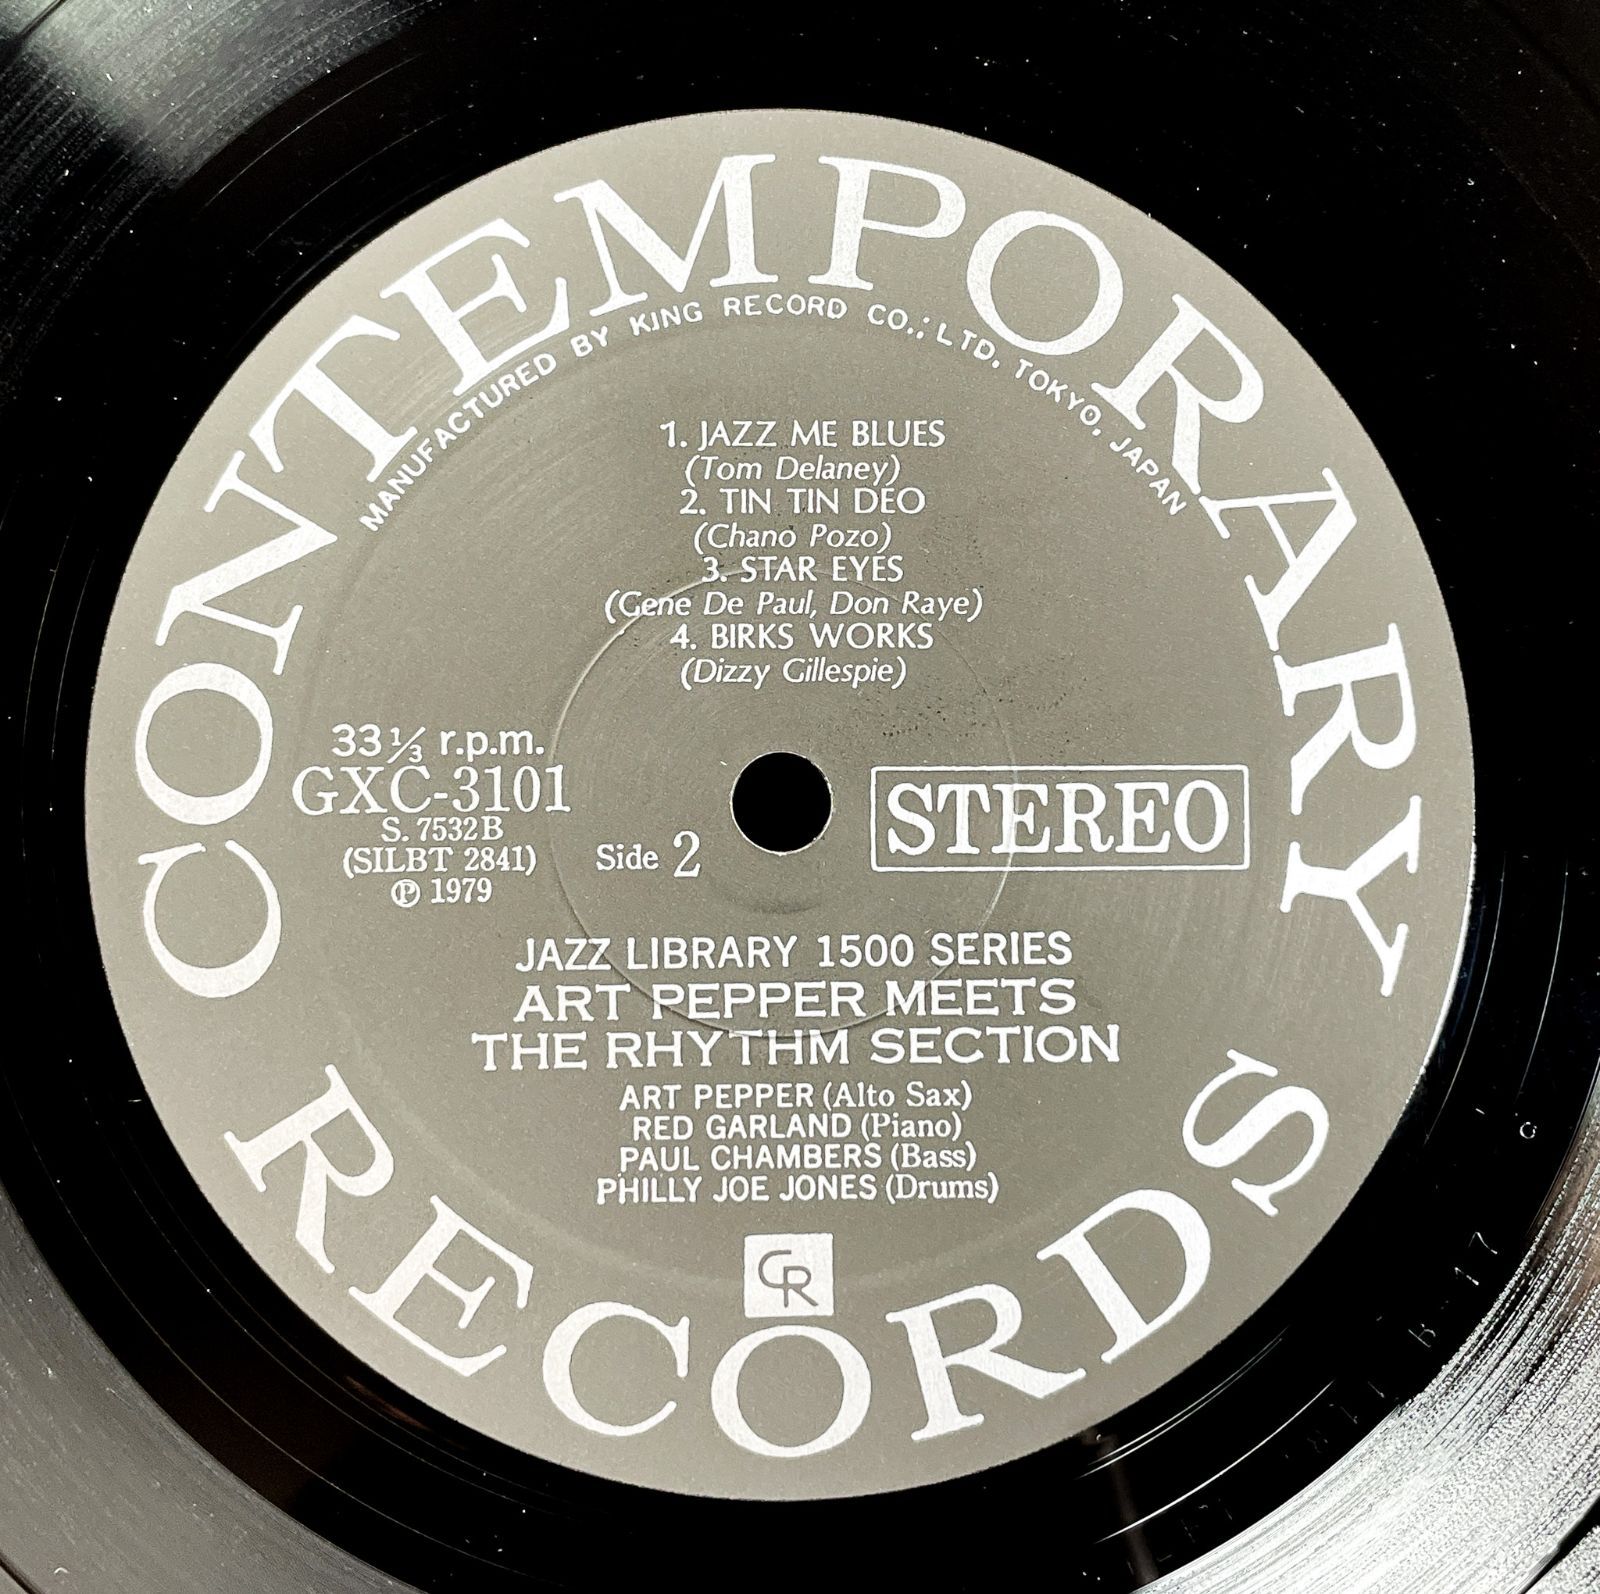 CONTEMPORARY
MANUFACTURED BY KING RECORD CO.; LTD. TOKYO. JAPAN
1. JAZZ ME BLUES
(Tom Delaney)
2. TIN TIN DEO
(Chano Pozo)
3. STAR EYES
(Gene De Paul, Don Raye)
4. BIRKS WORKS
(Dizzy Gillespie)
33 1/3 r.p.m.
GXC-3101
S. 7532B
(SILBT 2841)
℗ 1979
Side 2
STEREO
JAZZ LIBRARY 1500 SERIES
ART PEPPER MEETS
THE RHYTHM SECTION
ART PEPPER (Alto Sax)
RED GARLAND (Piano)
PAUL CHAMBERS (Bass)
PHILLY JOE JONES (Drums)
CR
RECORDS